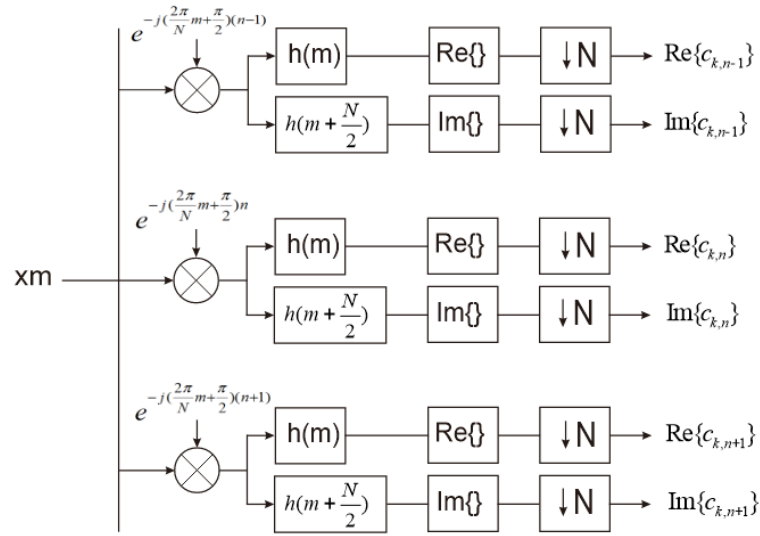 e^{-j(\frac{2\pi}{N}m+\frac{\pi}{2})(n-1)}
h(m) Re{} ↓N Re{c_{k,n-1}}
h(m+\frac{N}{2}) Im{} ↓N Im{c_{k,n-1}}
e^{-j(\frac{2\pi}{N}m+\frac{\pi}{2})n}
h(m) Re{} ↓N Re{c_{k,n}}
xm
h(m+\frac{N}{2}) Im{} ↓N Im{c_{k,n}}
e^{-j(\frac{2\pi}{N}m+\frac{\pi}{2})(n+1)}
h(m) Re{} ↓N Re{c_{k,n+1}}
h(m+\frac{N}{2}) Im{} ↓N Im{c_{k,n+1}}